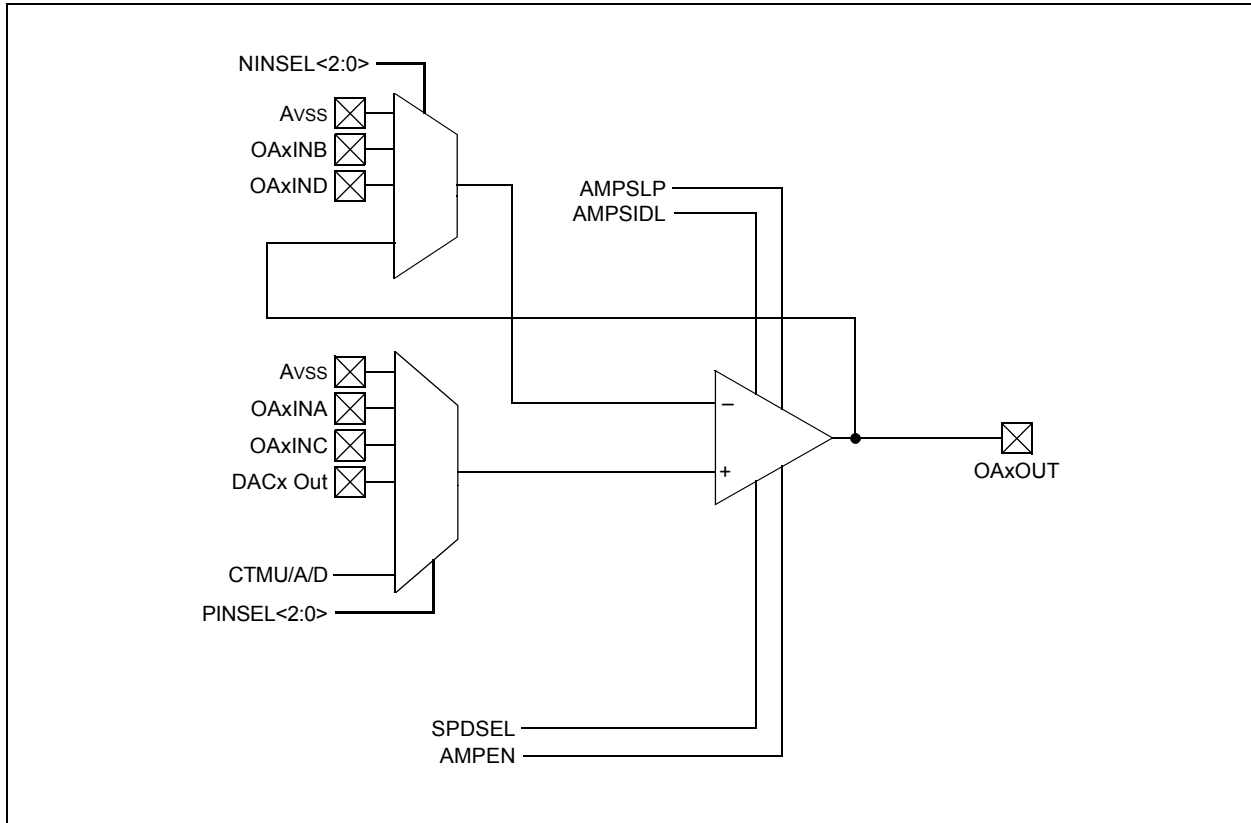 NINSEL<2:0>
AVSS
OAxINB
OAxIND
AMPSLP
AMPSIDL
AVSS
OAxINA
OAxINC
DACx Out
CTMU/A/D
PINSEL<2:0>
–
+
OAxOUT
SPDSEL
AMPEN